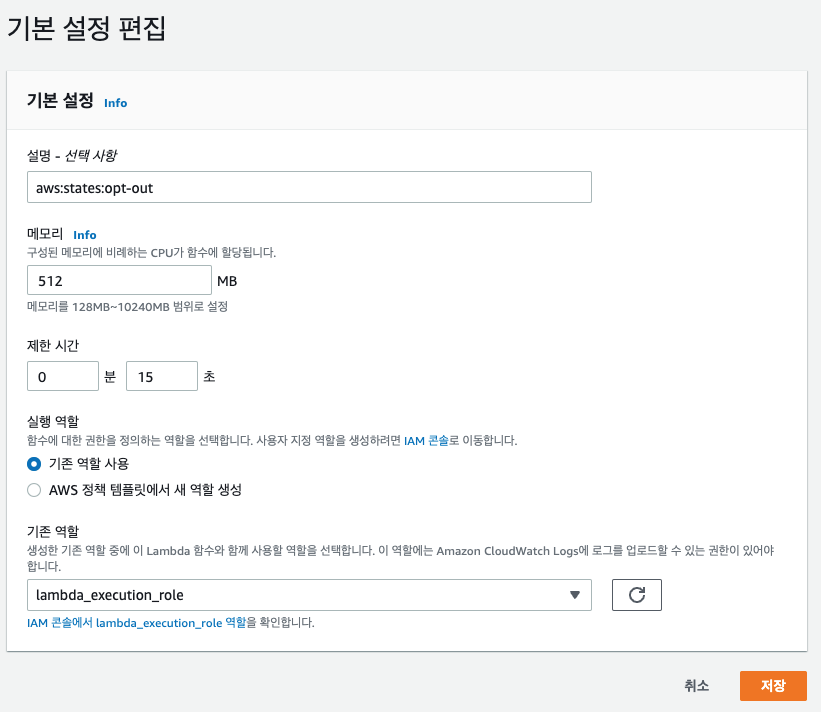 기본 설정 편집
기본 설정 Info
설명 - 선택 사항
aws:states:opt-out
메모리 Info
구성된 메모리에 비례하는 CPU가 함수에 할당됩니다.
512 MB
메모리를 128MB~10240MB 범위로 설정
제한 시간
0 분 15 초
실행 역할
함수에 대한 권한을 정의하는 역할을 선택합니다. 사용자 지정 역할을 생성하려면 IAM 콘솔로 이동합니다.
기존 역할 사용
AWS 정책 템플릿에서 새 역할 생성
기존 역할
생성한 기존 역할 중에 이 Lambda 함수와 함께 사용할 역할을 선택합니다. 이 역할에는 Amazon CloudWatch Logs에 로그를 업로드할 수 있는 권한이 있어야
합니다.
lambda_execution_role
IAM 콘솔에서 lambda_execution_role 역할을 확인합니다.
취소 저장